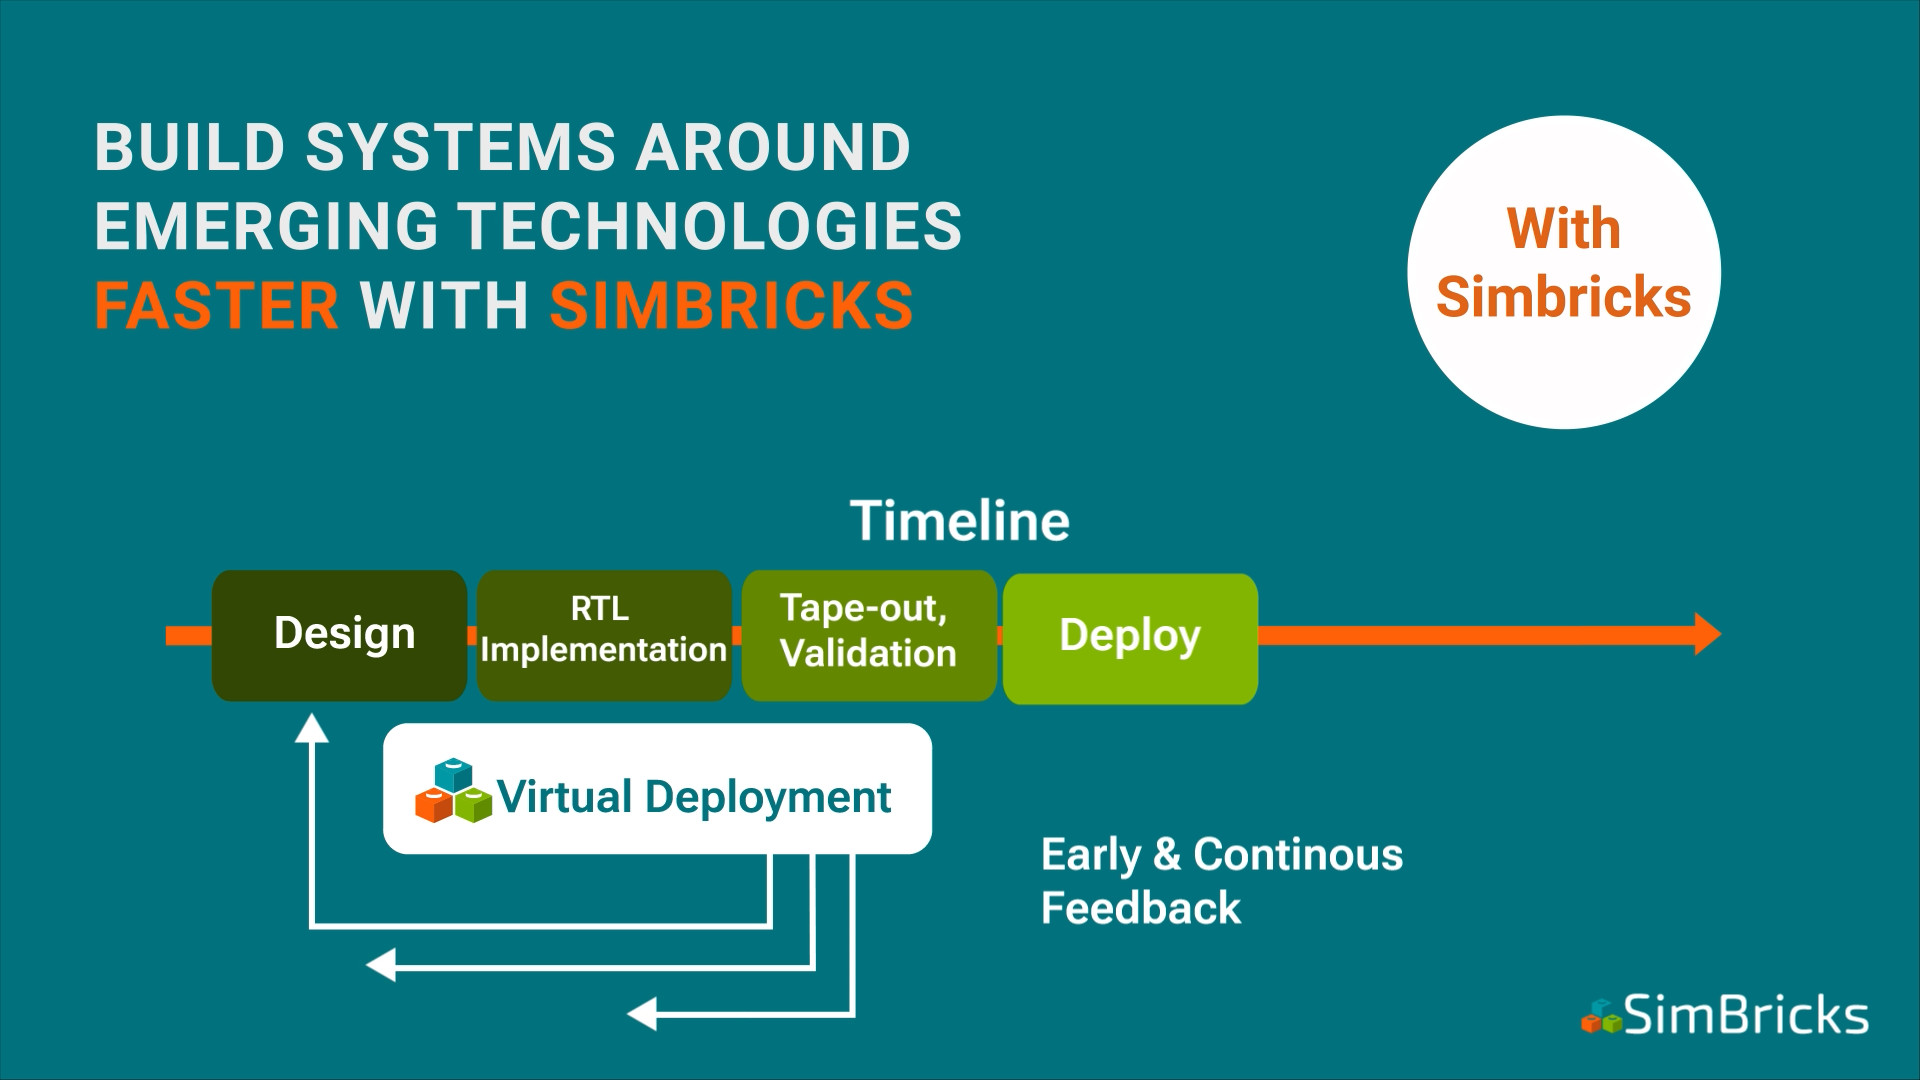 BUILD SYSTEMS AROUND
EMERGING TECHNOLOGIES
FASTER WITH SIMBRICKS
With
Simbricks
Timeline
Design
RTL
Implementation
Tape-out,
Validation
Deploy
Virtual Deployment
Early & Continous
Feedback
SimBricks